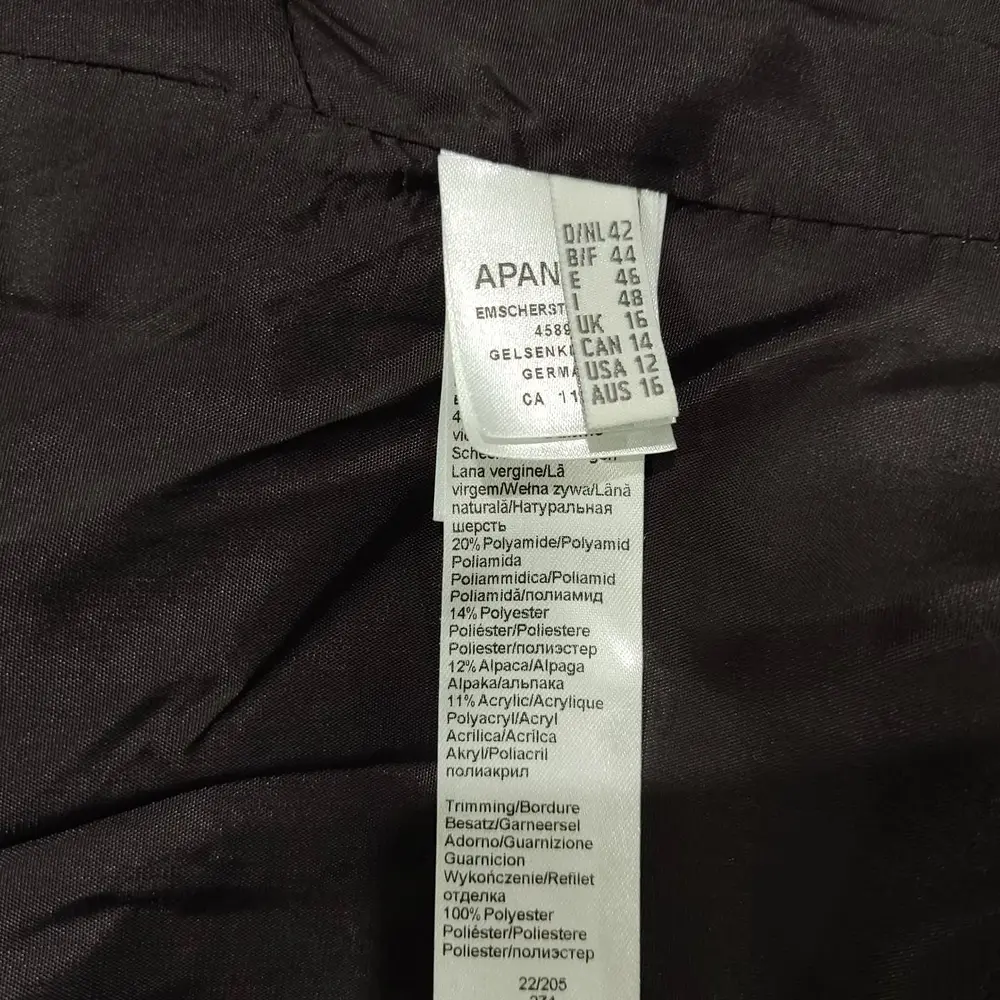 D/NL 42
B/F 44
E 46
I 48
UK 16
CAN 14
USA 12
AUS 16
APAN
EMSCHERST
4589
GELSENKI
GERMA
CA 11
Lana vergine/Lã
virgem/Wełna zywa/Lână
naturală/Натуральная
шерсть
20% Polyamide/Polyamid
Poliamida
Poliammidica/Poliamid
Poliamidă/полиамид
14% Polyester
Poliéster/Poliestere
Poliester/полиэстер
12% Alpaca/Alpaga
Alpaka/альпака
11% Acrylic/Acrylique
Polyacryl/Acryl
Acrilica/Acrilca
Akryl/Poliacril
полиакрил
Trimming/Bordure
Besatz/Garneersel
Adorno/Guarnizione
Guarnicion
Wykończenie/Refilet
отделка
100% Polyester
Poliéster/Poliestere
Poliester/полиэстер
22/205